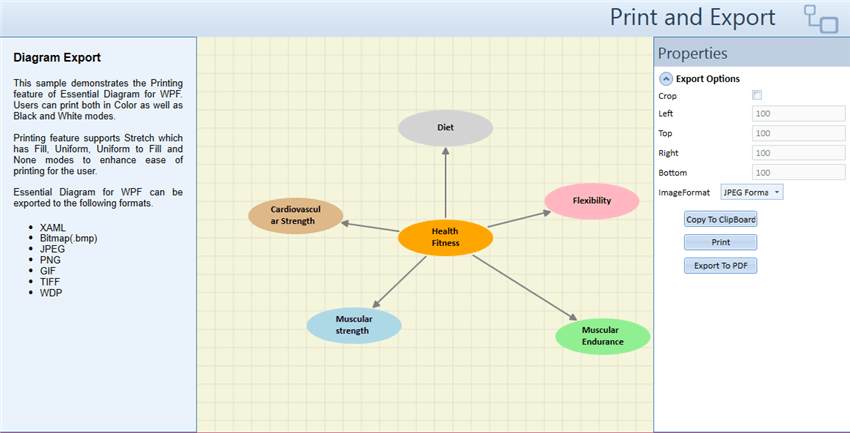 Print and Export
Diagram Export
This sample demonstrates the Printing
feature of Essential Diagram for WPF.
Users can print both in Color as well as
Black and White modes.
Printing feature supports Stretch which
has Fill, Uniform, Uniform to Fill and
None modes to enhance ease of
printing for the user.
Essential Diagram for WPF can be
exported to the following formats.
XAML
Bitmap(.bmp)
JPEG
PNG
GIF
TIFF
WDP
Diet
Flexibility
Cardiovascul
ar Strength
Health
Fitness
Muscular
strength
Muscular
Endurance
Properties
Export Options
Crop
Left 100
Top 100
Right 100
Bottom 100
ImageFormat JPEG Forma
Copy To ClipBoard
Print
Export To PDF